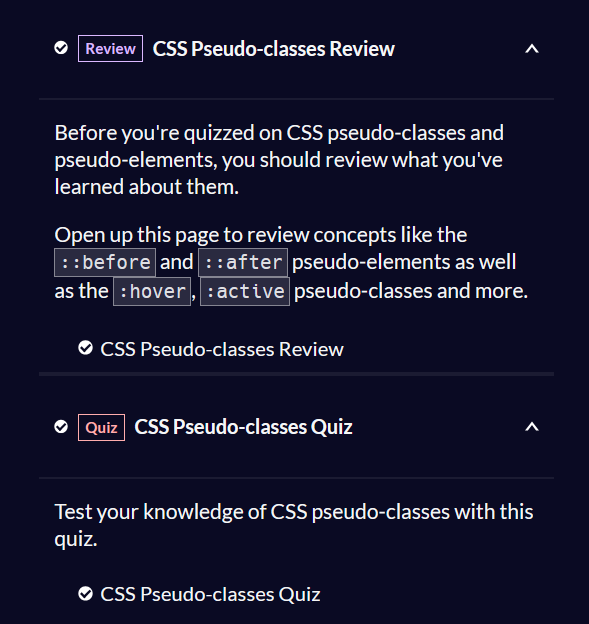 Review CSS Pseudo-classes Review
Before you're quizzed on CSS pseudo-classes and
pseudo-elements, you should review what you've
learned about them.
Open up this page to review concepts like the
::before and ::after pseudo-elements as well
as the :hover, :active pseudo-classes and more.
CSS Pseudo-classes Review
Quiz CSS Pseudo-classes Quiz
Test your knowledge of CSS pseudo-classes with this
quiz.
CSS Pseudo-classes Quiz